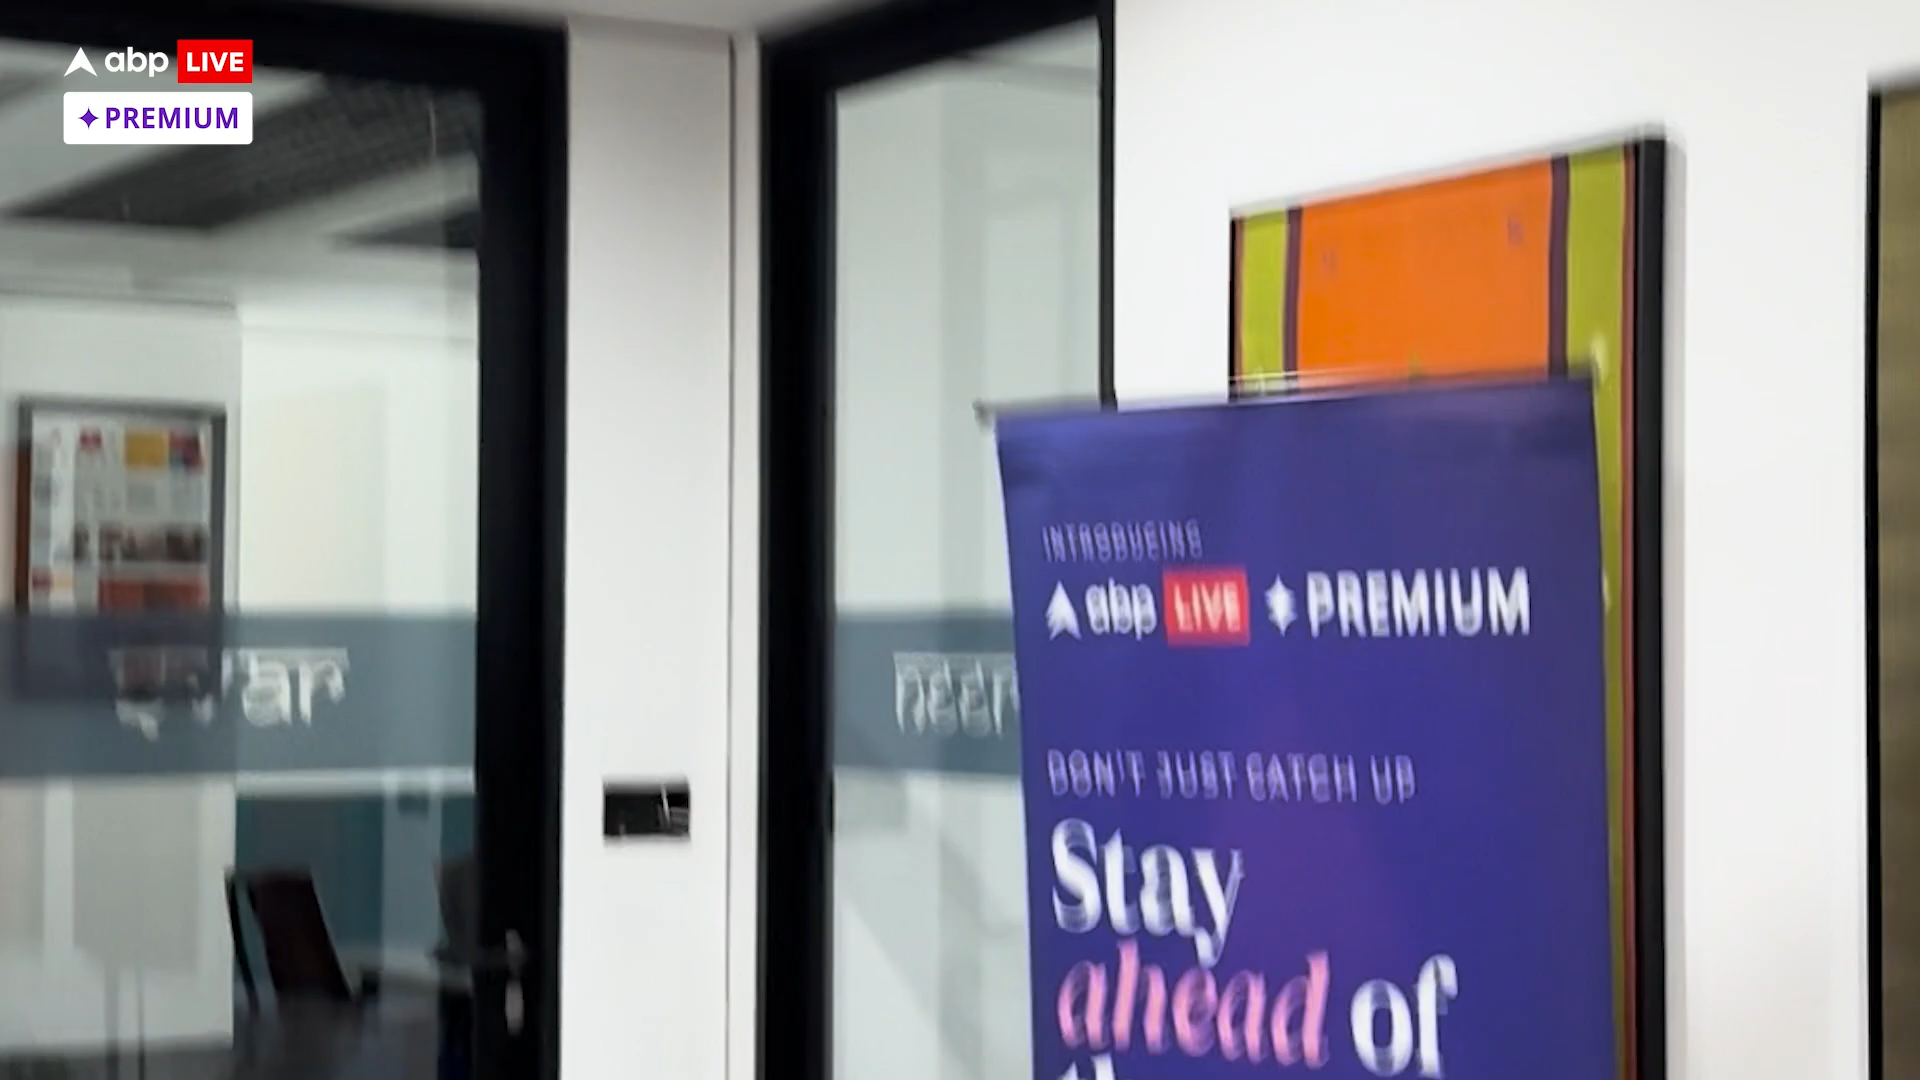 abp LIVE
PREMIUM
INTRODUCING
abp LIVE PREMIUM
DON'T JUST CATCH UP
Stay
ahead of